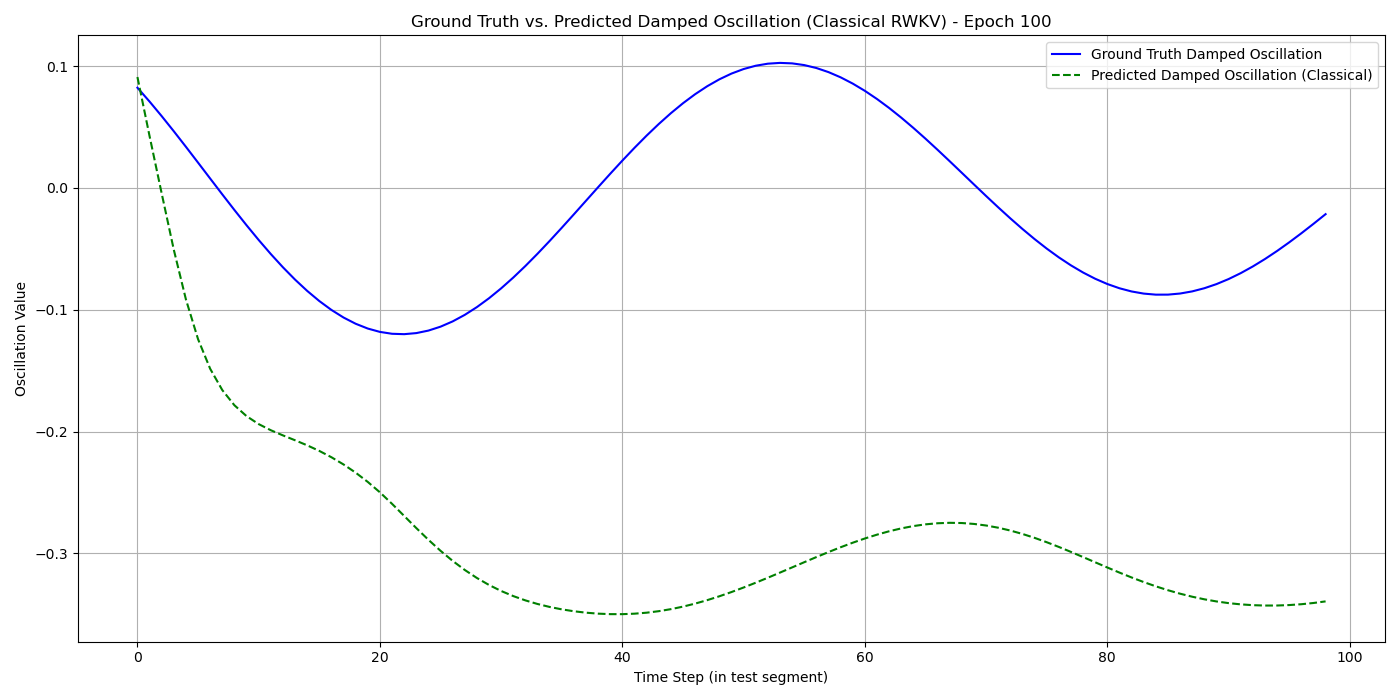 Ground Truth vs. Predicted Damped Oscillation (Classical RWKV) - Epoch 100
Ground Truth Damped Oscillation
Predicted Damped Oscillation (Classical)
Oscillation Value
0.1
0.0
−0.1
−0.2
−0.3
0 20 40 60 80 100
Time Step (in test segment)